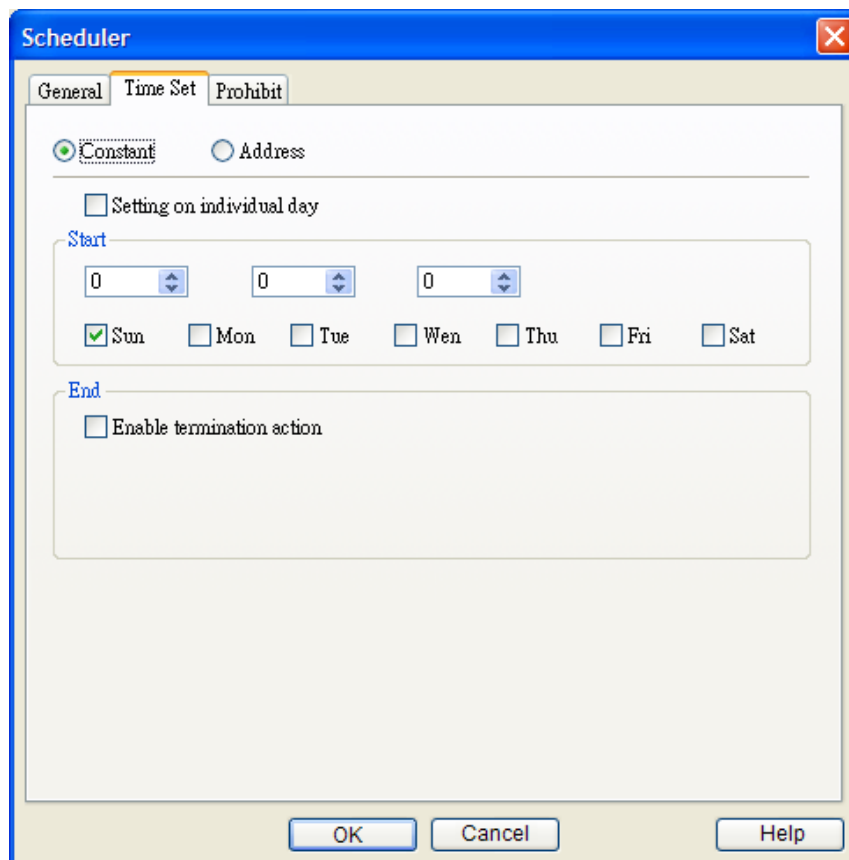 Scheduler
General Time Set Prohibit
Constant Address
Setting on individual day
Start
0 0 0
Sun Mon Tue Wen Thu Fri Sat
End
Enable termination action
OK Cancel Help